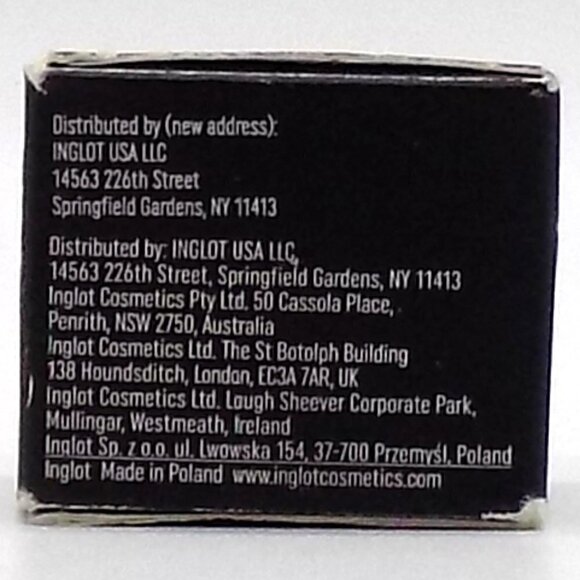 Distributed by (new address):
INGLOT USA LLC
14563 226th Street
Springfield Gardens, NY 11413
Distributed by: INGLOT USA LLC,
14563 226th Street, Springfield Gardens, NY 11413
Inglot Cosmetics Pty Ltd. 50 Cassola Place,
Penrith, NSW 2750, Australia
Inglot Cosmetics Ltd. The St Botolph Building
138 Houndsditch, London, EC3A 7AR, UK
Inglot Cosmetics Ltd. Lough Sheever Corporate Park,
Mullingar, Westmeath, Ireland
Inglot Sp. z o.o. ul. Lwowska 154, 37-700 Przemyśl, Poland
Inglot Made in Poland www.inglotcosmetics.com